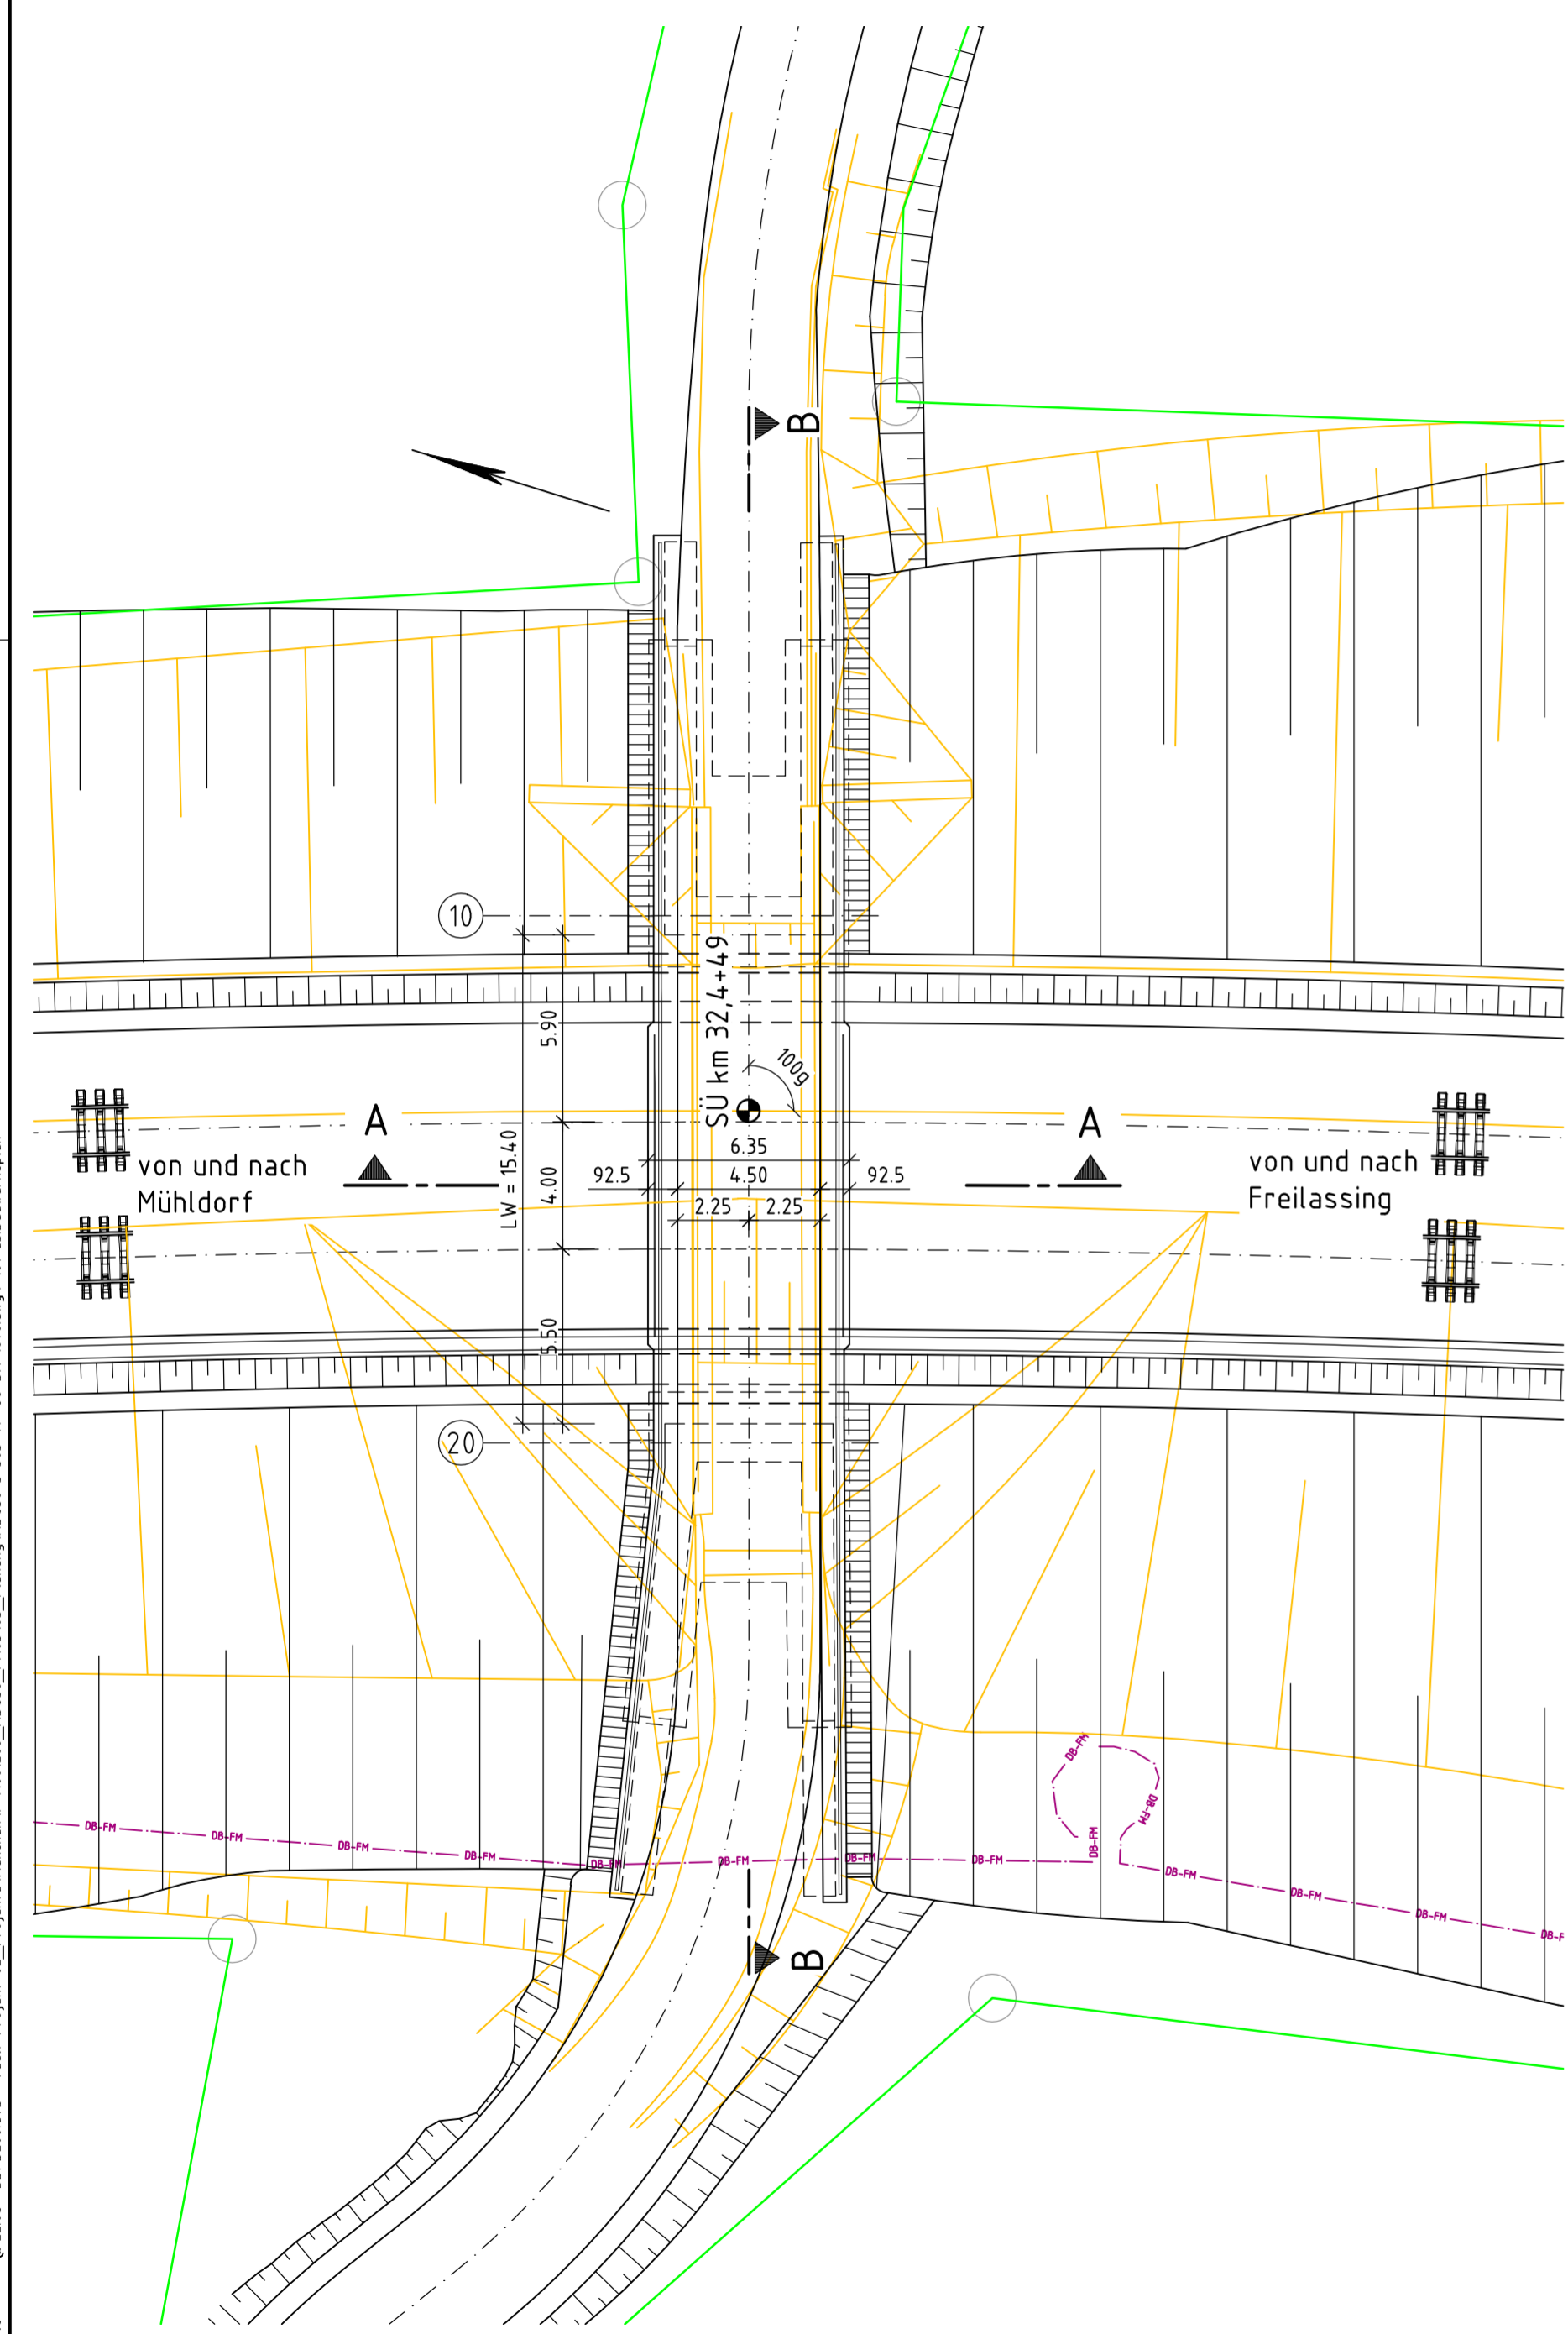 B
10
SÜ km 32,4+49
5.90
100g
A
A
von und nach
Mühldorf
von und nach
Freilassing
LW = 15.40
4.00
6.35
92.5
4.50
92.5
2.25
2.25
5.50
20
DB-FM
DB-FM
DB-FM
DB-FM
DB-FM
DB-FM
DB-FM
DB-FM
DB-FM
DB-FM
DB-FM
DB-FM
DB-FM
DB-FM
DB-F
B